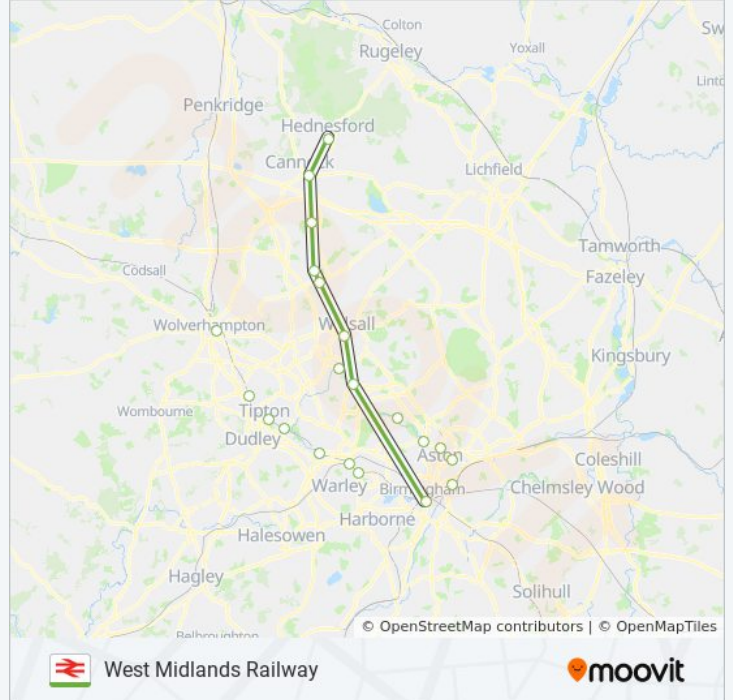 Colton
Rugeley
Yoxall
Sw
Lintc
Penkridge
Hednesford
Cannock
Lichfield
Tamworth
Fazeley
Codsall
Wolverhampton
Walsall
Kingsbury
Wombourne
Tipton
Dudley
Aston
Coleshill
Warley
Birmingham
Chelmsley Wood
Harborne
Halesowen
Hagley
Solihull
Belbroughton
© OpenStreetMap contributors | © OpenMapTiles
West Midlands Railway
moovit